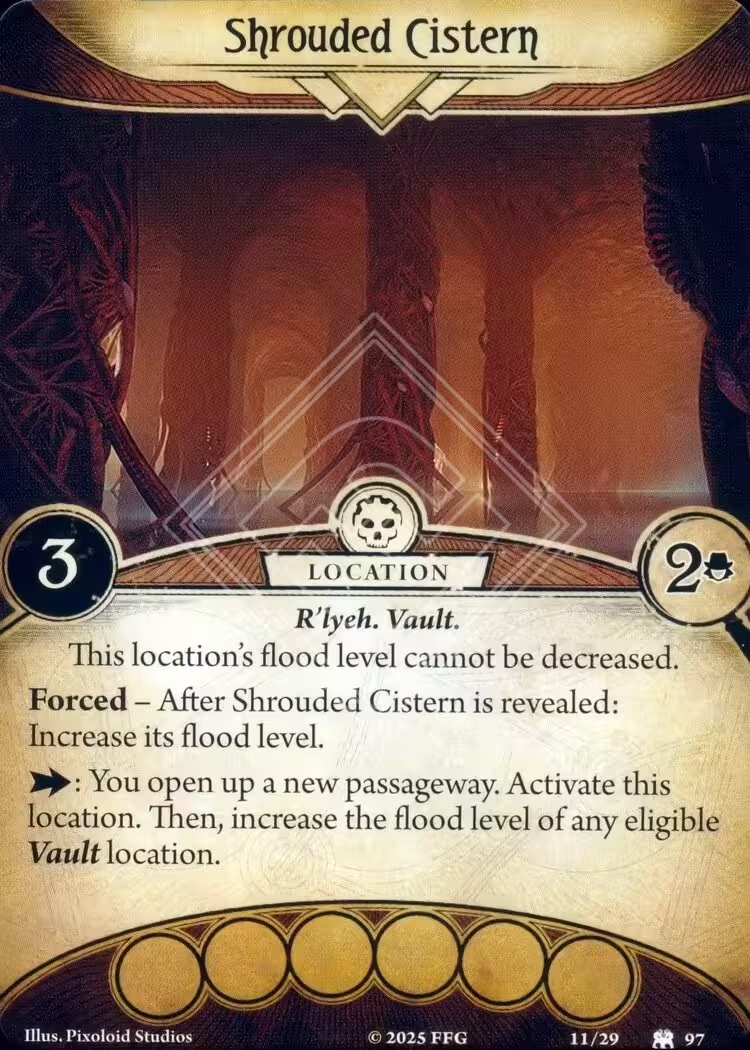 Shrouded Cistern
3
2
LOCATION
R'lyeh. Vault.
This location's flood level cannot be decreased.
Forced – After Shrouded Cistern is revealed:
Increase its flood level.
: You open up a new passageway. Activate this
location. Then, increase the flood level of any eligible
Vault location.
Illus. Pixoloid Studios © 2025 FFG 11/29 97